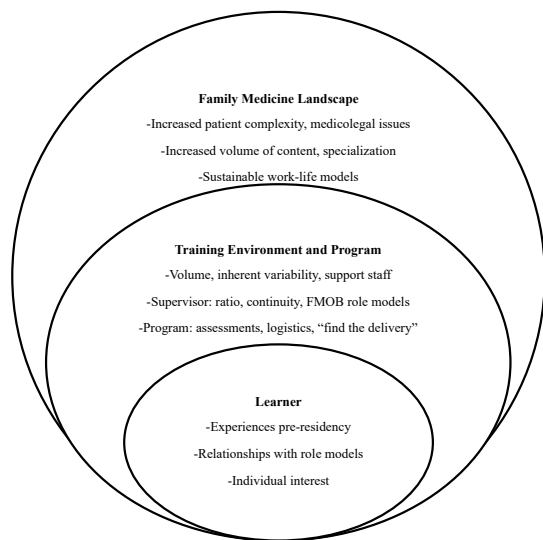 Family Medicine Landscape
-Increased patient complexity, medicolegal issues
-Increased volume of content, specialization
-Sustainable work-life models
Training Environment and Program
-Volume, inherent variability, support staff
-Supervisor: ratio, continuity, FMOB role models
-Program: assessments, logistics, “find the delivery”
Learner
-Experiences pre-residency
-Relationships with role models
-Individual interest